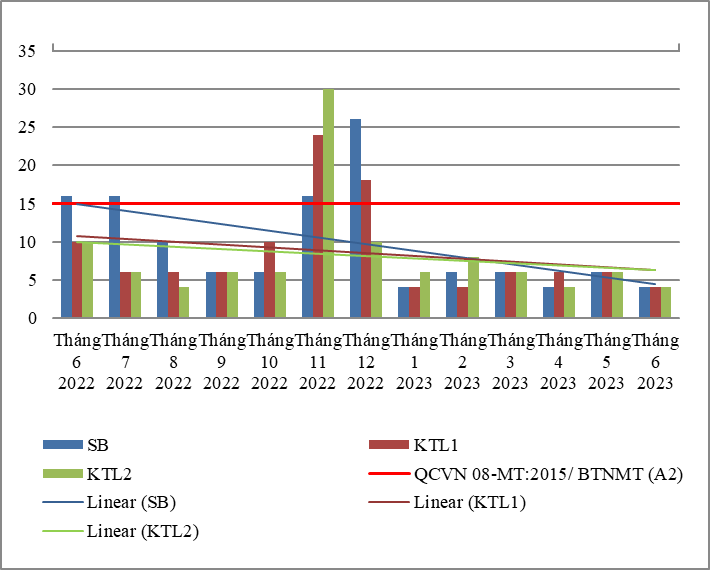 35
30
25
20
15
10
5
0
Tháng Tháng Tháng Tháng Tháng Tháng Tháng Tháng Tháng Tháng Tháng Tháng Tháng
6 7 8 9 10 11 12 1 2 3 4 5 6
2022 2022 2022 2022 2022 2022 2022 2023 2023 2023 2023 2023 2023
SB KTL1
KTL2 QCVN 08-MT:2015/ BTNMT (A2)
Linear (SB) Linear (KTL1)
Linear (KTL2)